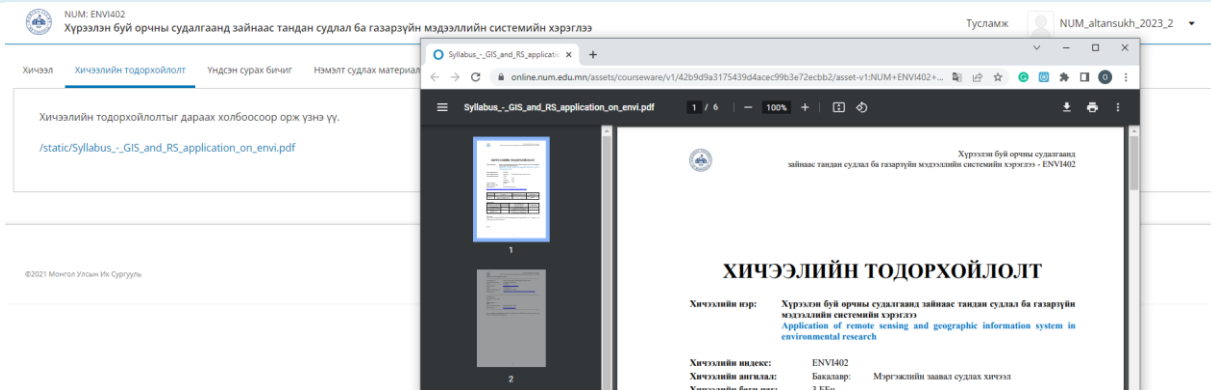 NUM: ENVI402
Хүрээлэн буй орчны судалгаанд зайнаас тандан судлал ба газарзүйн мэдээллийн системийн хэрэглээ
Тусламж
NUM_altansukh_2023_2
Хичээл
Хичээлийн тодорхойлолт
Үндсэн сурах бичиг
Нэмэлт судлах материал
Хичээлийн тодорхойлолтыг дараах холбоосоор орж үзнэ үү.
/static/Syllabus_-_GIS_and_RS_application_on_envi.pdf
©2021 Монгол Улсын Их Сургууль
Syllabus_-_GIS_and_RS_applicatic
online.num.edu.mn/assets/courseware/v1/42b9d9a3175439d4acec99b3e72ecbb2/asset-v1:NUM+ENVI402+...
Syllabus_-_GIS_and_RS_application_on_envi.pdf
1 / 6
100%
1
2
Хүрээлэн буй орчны судалгаанд
зайнаас тандан судлал ба газарзүйн мэдээллийн системийн хэрэглээ - ENVI402
ХИЧЭЭЛИЙН ТОДОРХОЙЛОЛТ
Хичээлийн нэр: Хүрээлэн буй орчны судалгаанд зайнаас тандан судлал ба газарзүйн
мэдээллийн системийн хэрэглээ
Application of remote sensing and geographic information system in
environmental research
Хичээлийн индекс: ENVI402
Хичээлийн ангилал: Бакалавр: Мэргэжлийн заавал судлах хичээл